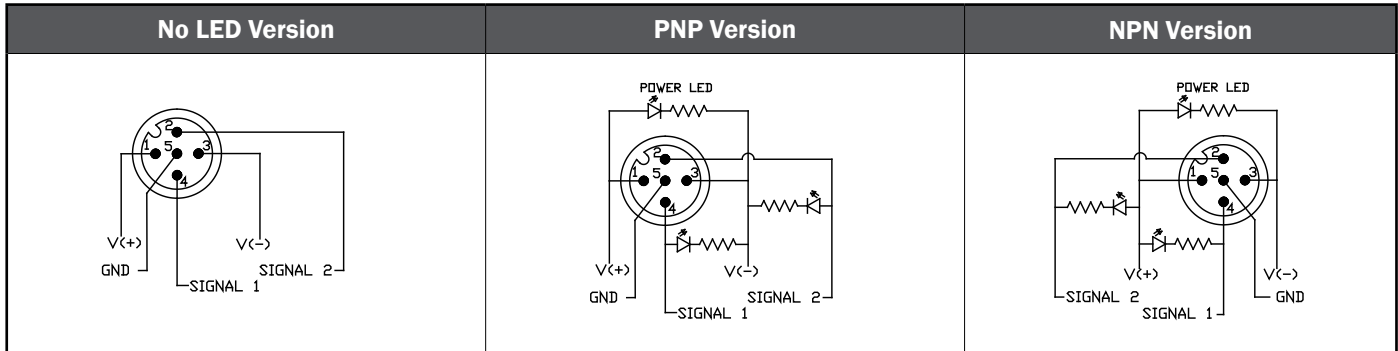 No LED Version
PNP Version
NPN Version
2
1 5 3
4
V(+)
V(-)
GND
SIGNAL 2
SIGNAL 1
POWER LED
2
1 5 3
4
V(+)
V(-)
GND
SIGNAL 2
SIGNAL 1
POWER LED
2
1 5 3
4
V(+)
V(-)
SIGNAL 2
GND
SIGNAL 1